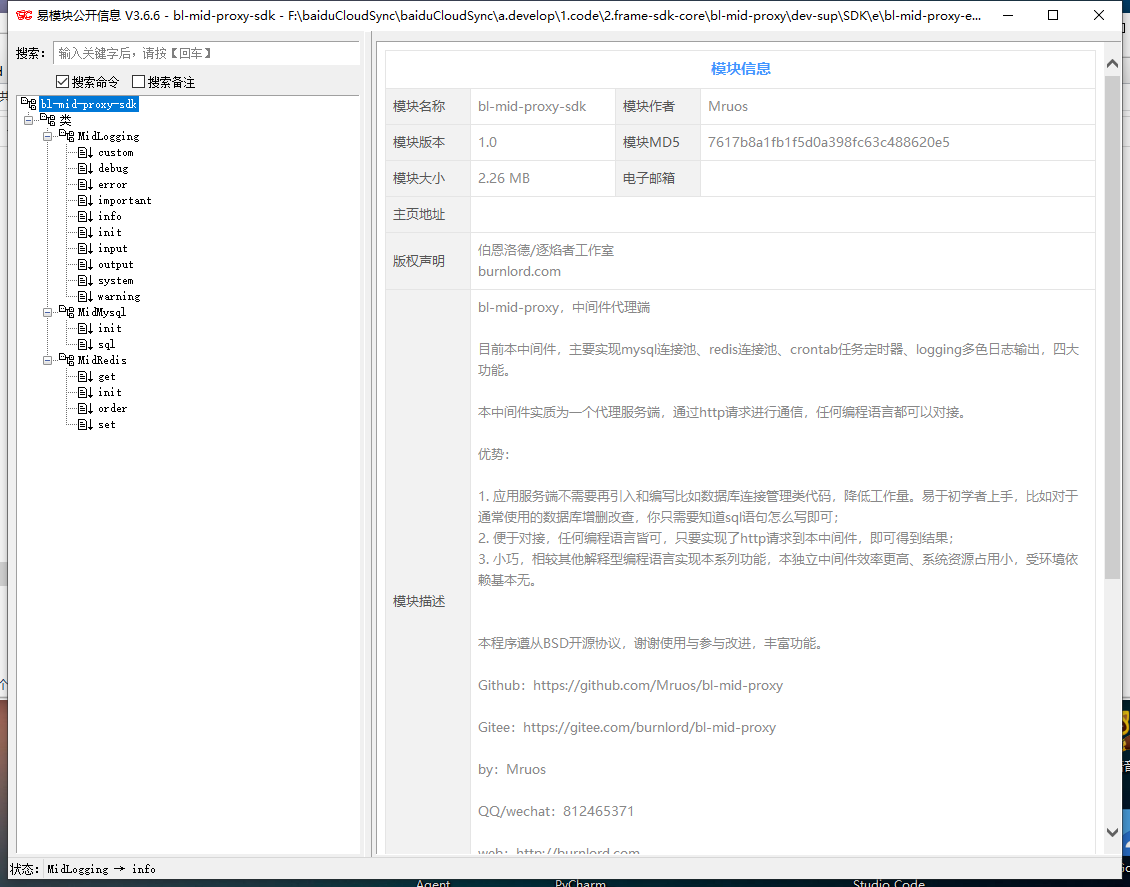 易模块公开信息 V3.6.6 - bl-mid-proxy-sdk - F:\baiduCloudSync\baiduCloudSync\a.develop\1.code\2.frame-sdk-core\bl-mid-proxy\dev-sup\SDK\e\bl-mid-proxy-e...
搜索： 输入关键字后，请按【回车】
搜索命令 搜索备注
bl-mid-proxy-sdk
类
MidLogging
custom
debug
error
important
info
init
input
output
system
warning
MidMysql
init
sql
MidRedis
get
init
order
set
模块信息
模块名称 bl-mid-proxy-sdk 模块作者 Mruos
模块版本 1.0 模块MD5 7617b8a1fb1f5d0a398fc63c488620e5
模块大小 2.26 MB 电子邮箱
主页地址
版权声明
伯恩洛德/逐焰者工作室
burnlord.com
模块描述
bl-mid-proxy，中间件代理端
目前本中间件，主要实现mysql连接池、redis连接池、crontab任务定时器、logging多色日志输出，四大
功能。
本中间件实质为一个代理服务端，通过http请求进行通信，任何编程语言都可以对接。
优势：
1. 应用服务端不需要再引入和编写比如数据库连接管理类代码，降低工作量。易于初学者上手，比如对于
通常使用的数据库增删改查，你只需要知道sql语句怎么写即可；
2. 便于对接，任何编程语言皆可，只要实现了http请求到本中间件，即可得到结果；
3. 小巧，相较其他解释型编程语言实现本系列功能，本独立中间件效率更高、系统资源占用小，受环境依
赖基本无。
本程序遵从BSD开源协议，谢谢使用与参与改进，丰富功能。
Github：https://github.com/Mruos/bl-mid-proxy
Gitee：https://gitee.com/burnlord/bl-mid-proxy
by：Mruos
QQ/wechat：812465371
web：http://burnlord.com
状态： MidLogging → info
Agent PyCharm Studio Code